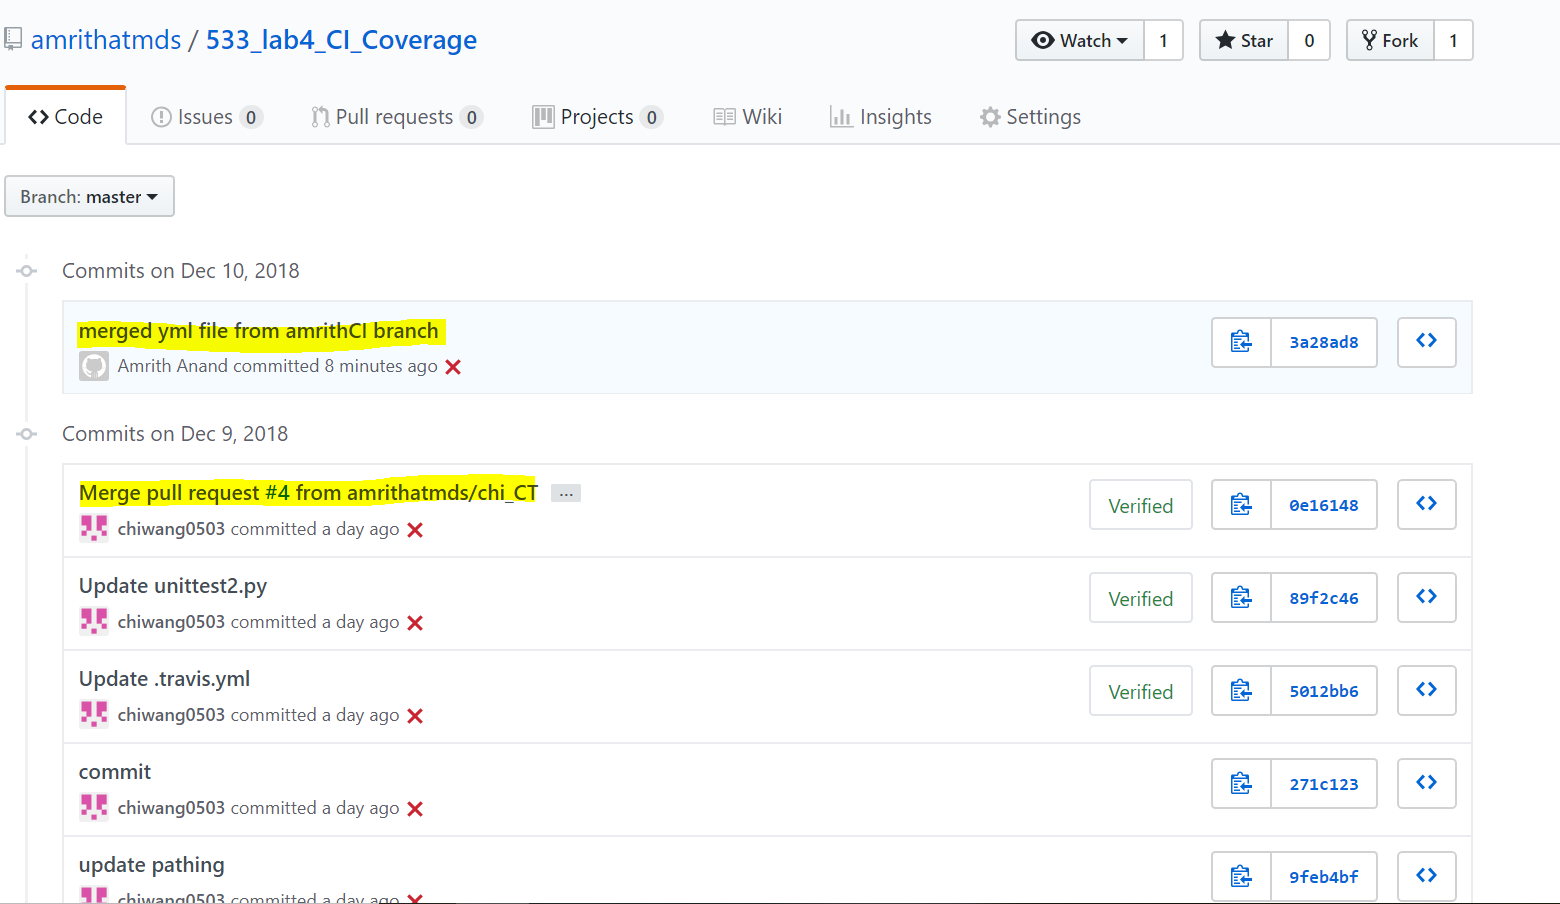 amrithatmds / 533_lab4_CI_Coverage
Watch 1 Star 0 Fork 1
Code Issues 0 Pull requests 0 Projects 0 Wiki Insights Settings
Branch: master
Commits on Dec 10, 2018
merged yml file from amrithCI branch
Amrith Anand committed 8 minutes ago
3a28ad8
Commits on Dec 9, 2018
Merge pull request #4 from amrithatmds/chi_CT ...
chiwang0503 committed a day ago
Verified 0e16148
Update unittest2.py
chiwang0503 committed a day ago
Verified 89f2c46
Update .travis.yml
chiwang0503 committed a day ago
Verified 5012bb6
commit
chiwang0503 committed a day ago
271c123
update pathing
chiwang0503 committed a day ago
9feb4bf